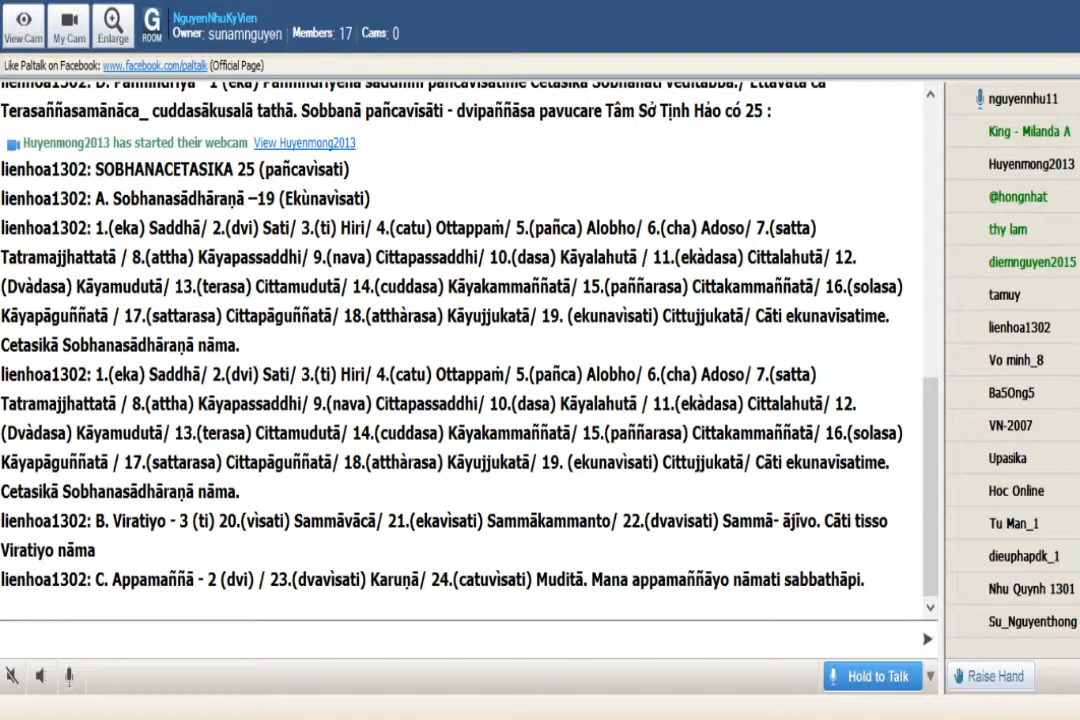 View Cam
My Cam
Enlarge
G
ROOM
NguyenNhuKyVien
Owner: sunamnguyen Members: 17 Cams: 0
Like Paltalk on Facebook: www.facebook.com/paltalk (Official Page)
Terasaññasamānāca_ cuddasākusalā tathā. Sobbanā pañcavisāti - dvipaññāsa pavucare Tâm Sở Tịnh Hảo có 25 :
Huyenmong2013 has started their webcam View Huyenmong2013
lienhoa1302: SOBHANACETASIKA 25 (pañcavìsati)
lienhoa1302: A. Sobhanasādhāraṇā –19 (Ekùnavìsati)
lienhoa1302: 1.(eka) Saddhā/ 2.(dvi) Sati/ 3.(ti) Hiri/ 4.(catu) Ottappaṁ/ 5.(pañca) Alobho/ 6.(cha) Adoso/ 7.(satta)
Tatramajjhattatā / 8.(attha) Kāyapassaddhi/ 9.(nava) Cittapassaddhi/ 10.(dasa) Kāyalahutā / 11.(ekàdasa) Cittalahutā/ 12.
(Dvàdasa) Kāyamudutā/ 13.(terasa) Cittamudutā/ 14.(cuddasa) Kāyakammaññatā/ 15.(paññarasa) Cittakammaññatā/ 16.(solasa)
Kāyapāguññatā / 17.(sattarasa) Cittapāguññatā/ 18.(atthàrasa) Kāyujjukatā/ 19. (ekunavìsati) Cittujjukatā/ Cāti ekunavìsatime.
Cetasikā Sobhanasādhāraṇā nāma.
lienhoa1302: 1.(eka) Saddhā/ 2.(dvi) Sati/ 3.(ti) Hiri/ 4.(catu) Ottappaṁ/ 5.(pañca) Alobho/ 6.(cha) Adoso/ 7.(satta)
Tatramajjhattatā / 8.(attha) Kāyapassaddhi/ 9.(nava) Cittapassaddhi/ 10.(dasa) Kāyalahutā / 11.(ekàdasa) Cittalahutā/ 12.
(Dvàdasa) Kāyamudutā/ 13.(terasa) Cittamudutā/ 14.(cuddasa) Kāyakammaññatā/ 15.(paññarasa) Cittakammaññatā/ 16.(solasa)
Kāyapāguññatā / 17.(sattarasa) Cittapāguññatā/ 18.(atthàrasa) Kāyujjukatā/ 19. (ekunavìsati) Cittujjukatā/ Cāti ekunavìsatime.
Cetasikā Sobhanasādhāraṇā nāma.
lienhoa1302: B. Viratiyo - 3 (ti) 20.(vìsati) Sammāvācā/ 21.(ekavìsati) Sammākammanto/ 22.(dvavisati) Sammā- ājīvo. Cāti tisso
Viratiyo nāma
lienhoa1302: C. Appamaññā - 2 (dvi) / 23.(dvavìsati) Karuṇā/ 24.(catuvìsati) Muditā. Mana appamaññāyo nāmati sabbathāpi.
Hold to Talk
nguyennhu11
King - Milanda A
Huyenmong2013
@hongnhat
thy lam
diemnguyen2015
tamuy
lienhoa1302
Vo minh_8
Ba5Ong5
VN-2007
Upasika
Hoc Online
Tu Man_1
dieuphapdk_1
Nhu Quynh 1301
Su_Nguyenthong
Raise Hand